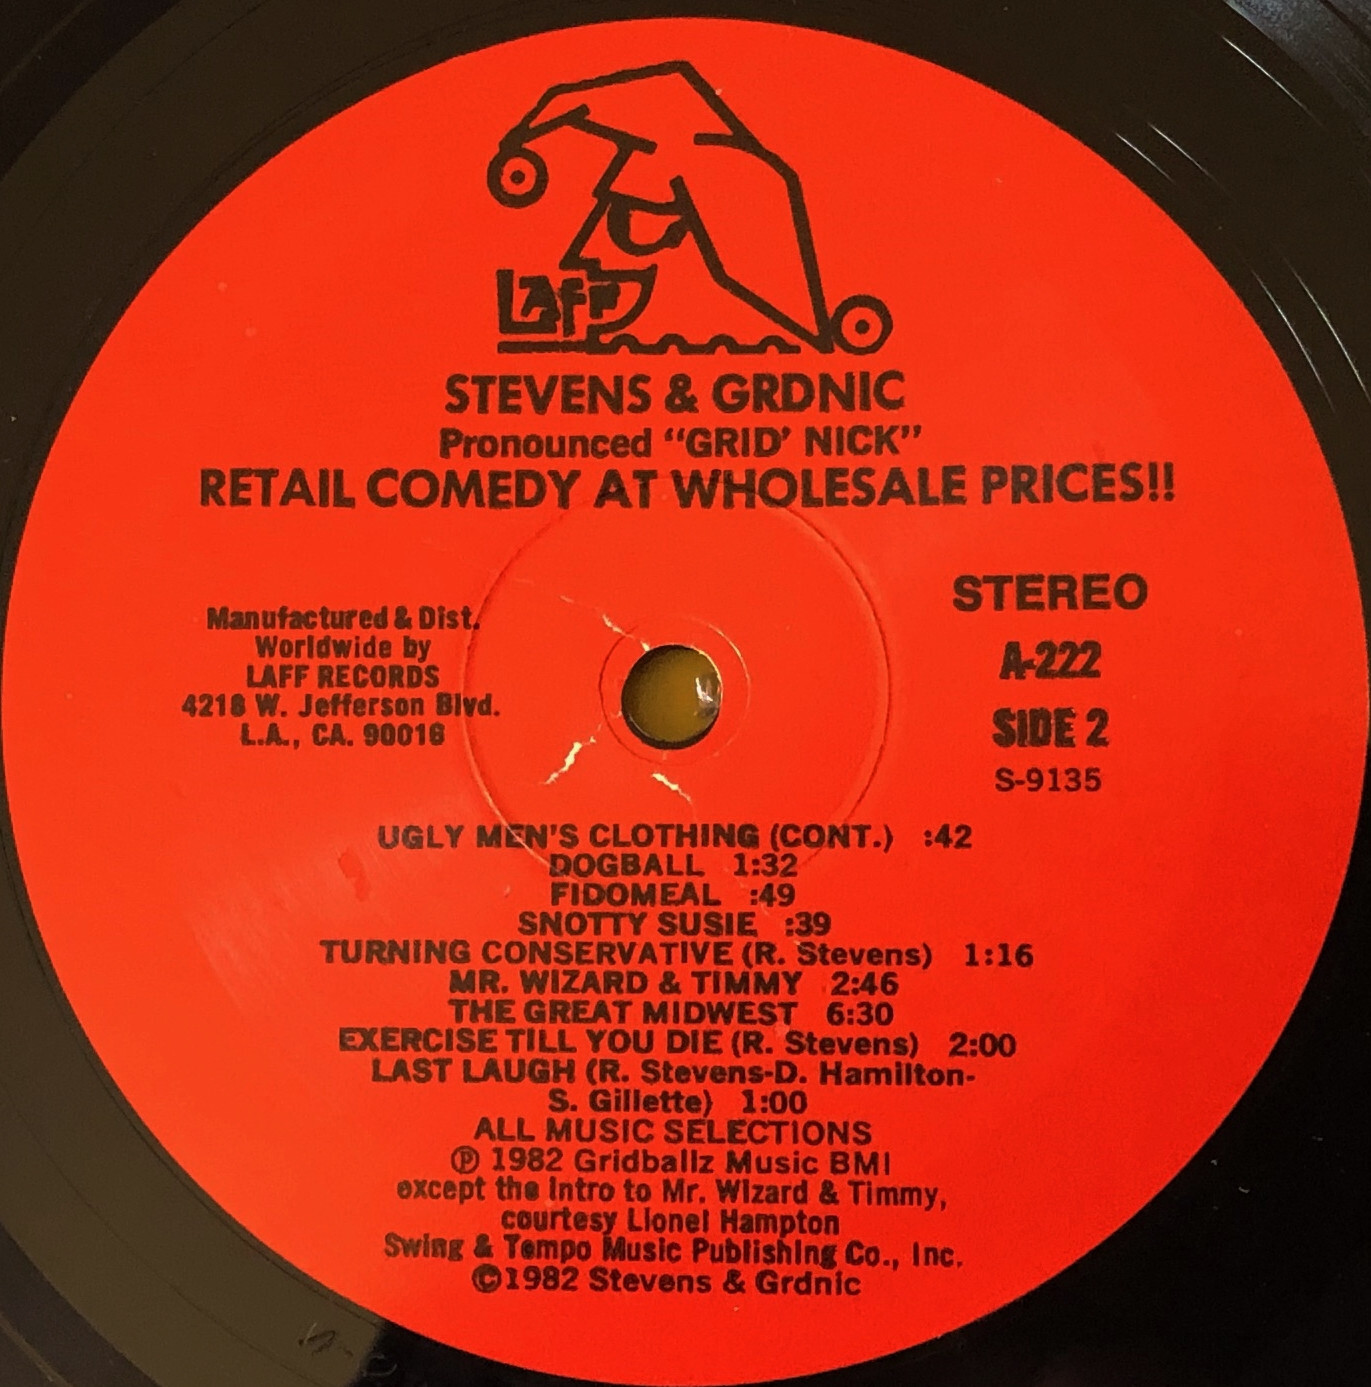 Laff
STEVENS & GRDNIC
Pronounced “GRID’ NICK”
RETAIL COMEDY AT WHOLESALE PRICES!!
Manufactured & Dist.
Worldwide by
LAFF RECORDS
4218 W. Jefferson Blvd.
L.A., CA. 90016
STEREO
A-222
SIDE 2
S-9135
UGLY MEN'S CLOTHING (CONT.) :42
DOGBALL 1:32
FIDOMEAL :49
SNOTTY SUSIE :39
TURNING CONSERVATIVE (R. Stevens) 1:16
MR. WIZARD & TIMMY 2:46
THE GREAT MIDWEST 6:30
EXERCISE TILL YOU DIE (R. Stevens) 2:00
LAST LAUGH (R. Stevens-D. Hamilton-
S. Gillette) 1:00
ALL MUSIC SELECTIONS
℗ 1982 Gridballz Music BMI
except the intro to Mr. Wizard & Timmy,
courtesy Lionel Hampton
Swing & Tempo Music Publishing Co., Inc.
©1982 Stevens & Grdnic